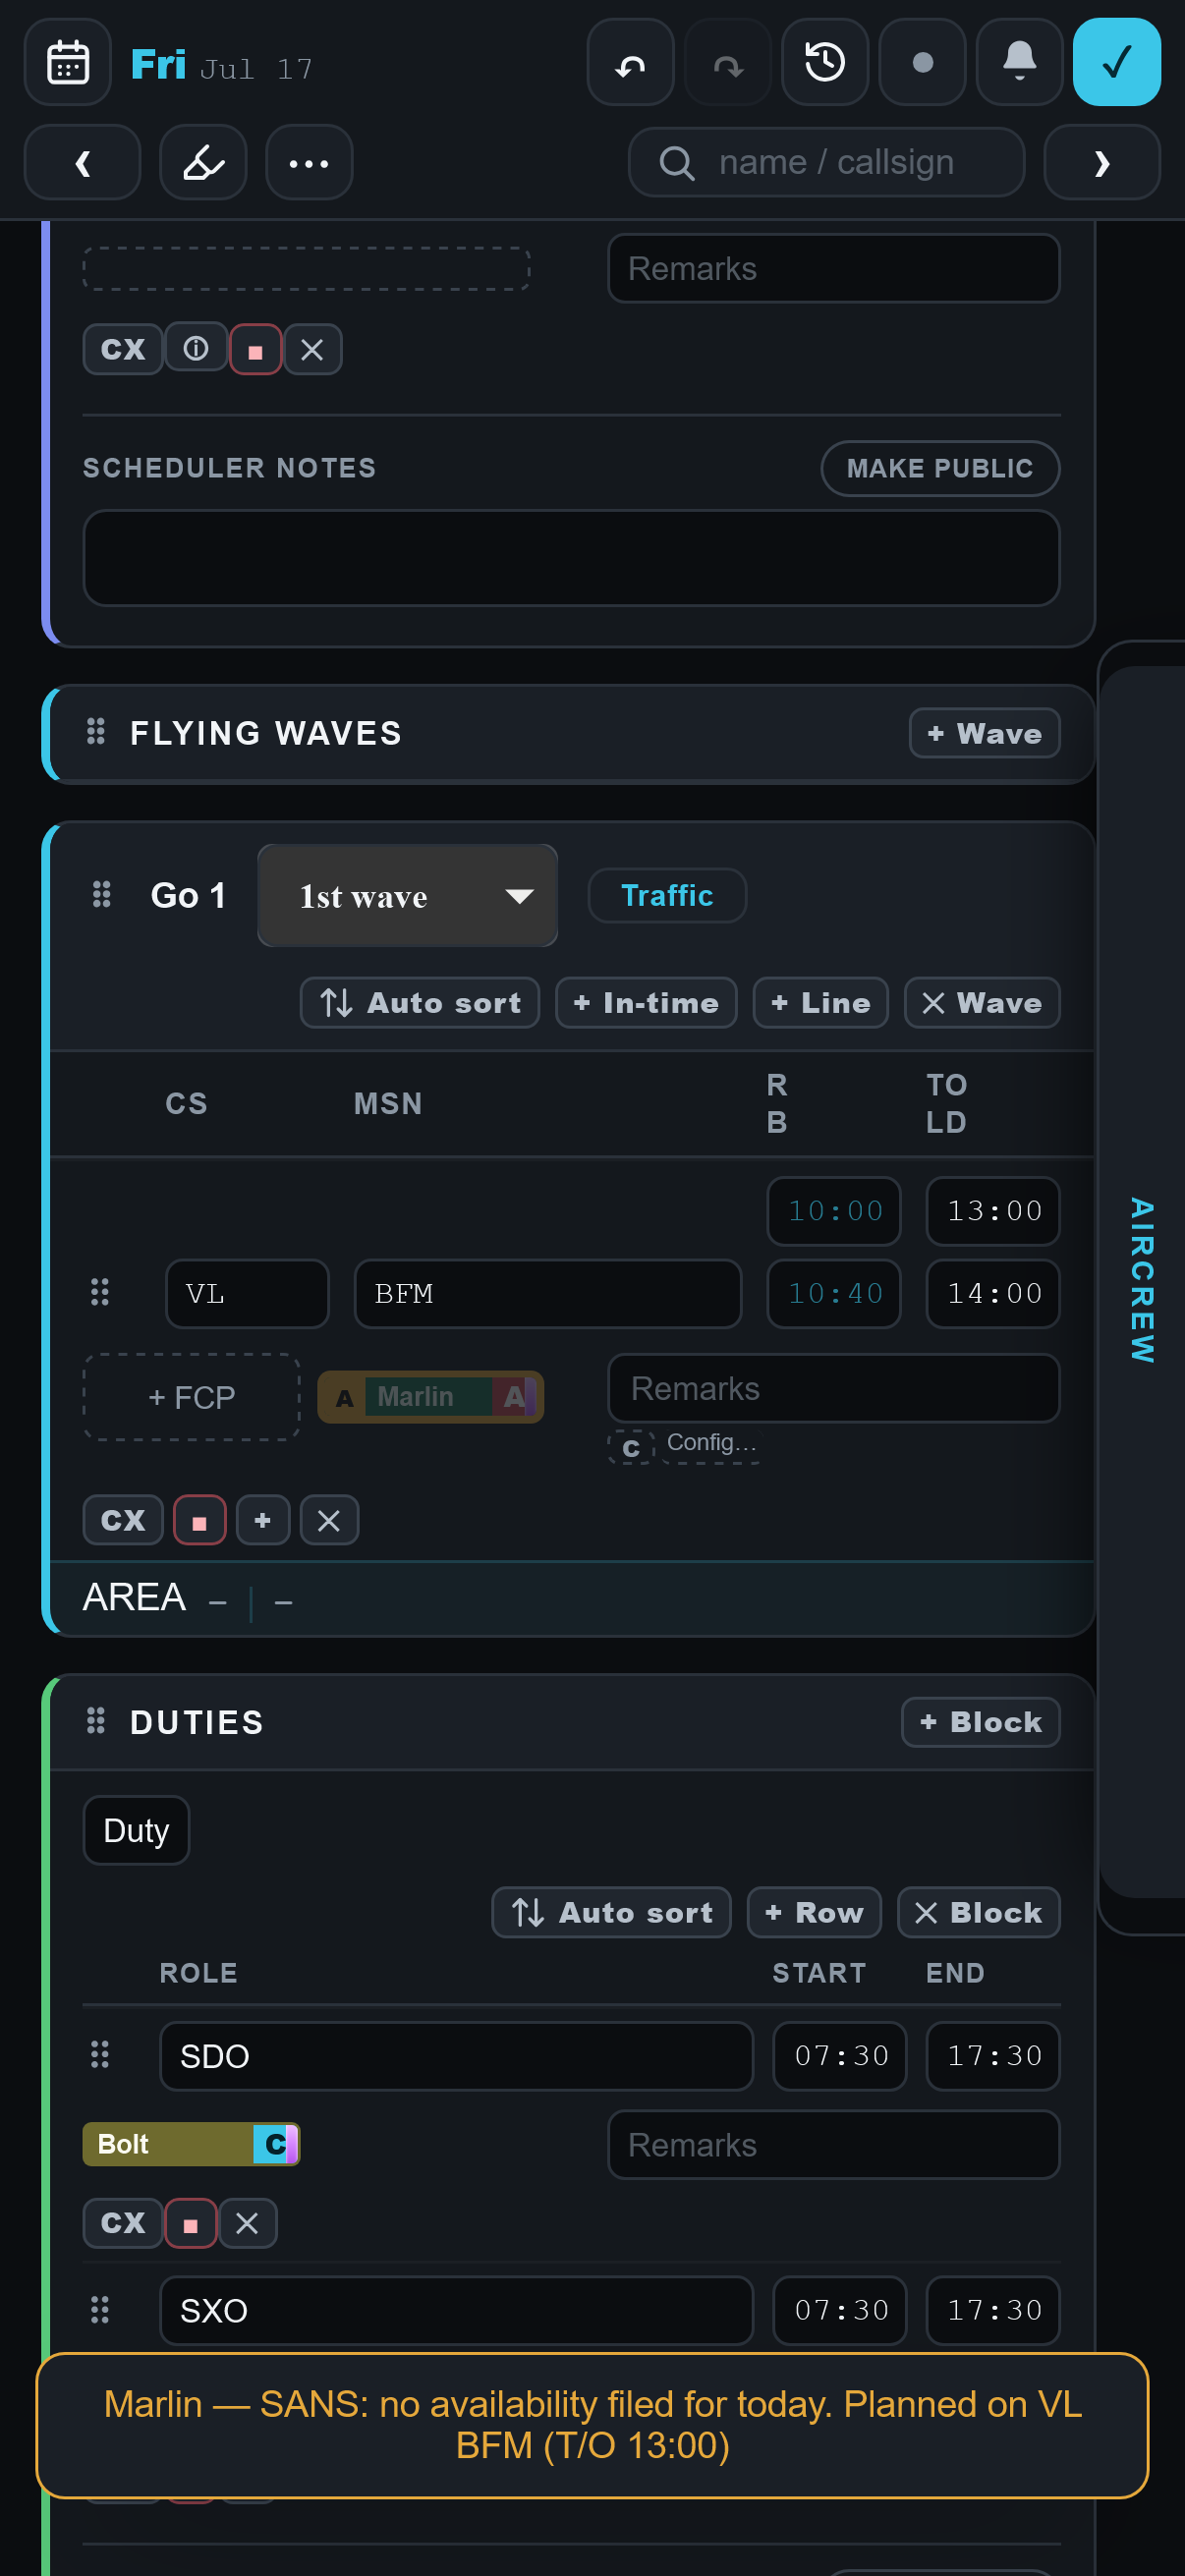 Fri Jul 17
name / callsign
Remarks
CX
SCHEDULER NOTES
MAKE PUBLIC
FLYING WAVES
+ Wave
Go 1
1st wave
Traffic
Auto sort
+ In-time
+ Line
× Wave
CS
MSN
R
B
TO
LD
10:00
13:00
VL
BFM
10:40
14:00
+ FCP
A Marlin A
Remarks
C Config...
CX
+
AREA – | –
AIRCREW
DUTIES
+ Block
Duty
Auto sort
+ Row
× Block
ROLE
START
END
SDO
07:30
17:30
Bolt C
Remarks
CX
SXO
07:30
17:30
Marlin — SANS: no availability filed for today. Planned on VL
BFM (T/O 13:00)